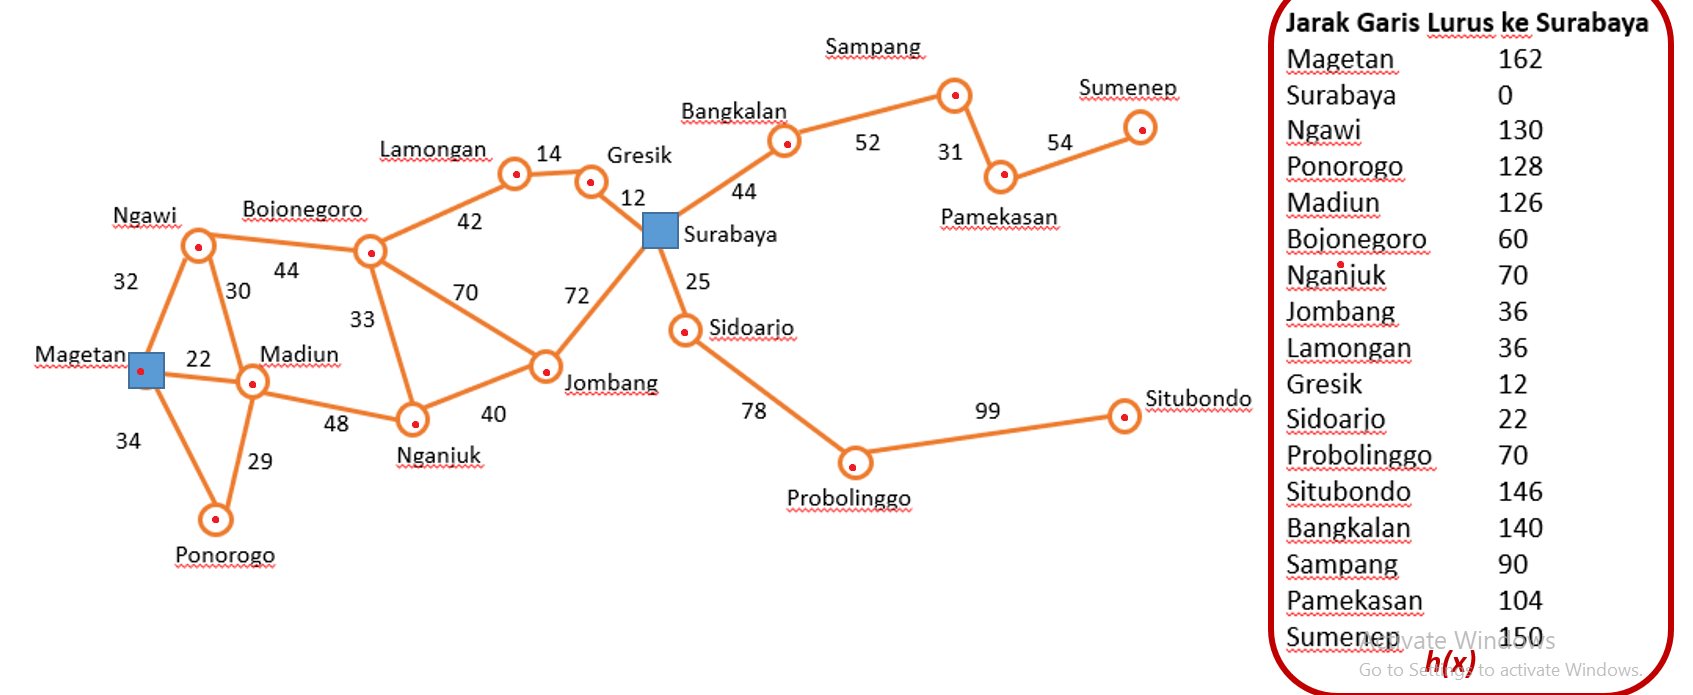 Sampang
Sumenep
Bangkalan
Lamongan
14
Gresik
52
31
54
12
44
Pamekasan
Ngawi
Bojonegoro
42
Surabaya
32
44
30
70
72
25
33
Sidoarjo
Magetan
22
Madiun
Jombang
34
48
40
78
99
Situbondo
29
Nganjuk
Probolinggo
Ponorogo
Jarak Garis Lurus ke Surabaya
Magetan 162
Surabaya 0
Ngawi 130
Ponorogo 128
Madiun 126
Bojonegoro 60
Nganjuk 70
Jombang 36
Lamongan 36
Gresik 12
Sidoarjo 22
Probolinggo 70
Situbondo 146
Bangkalan 140
Sampang 90
Pamekasan 104
Sumenep 150
h(x)
Activate Windows
Go to Settings to activate Windows.